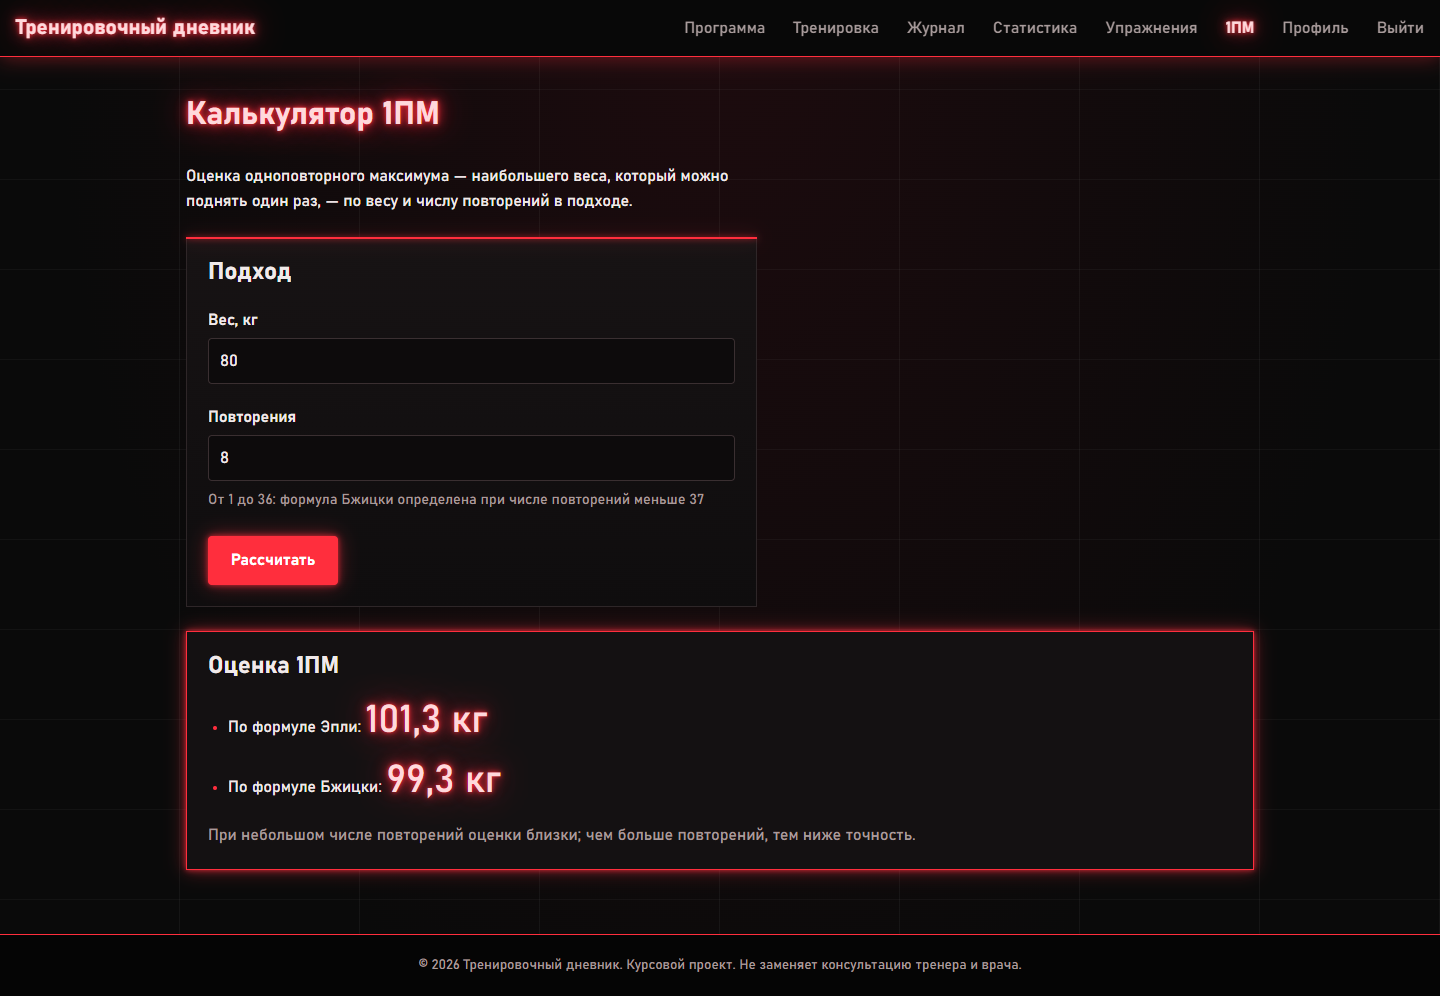 Тренировочный дневник
Программа Тренировка Журнал Статистика Упражнения 1ПМ Профиль Выйти
Калькулятор 1ПМ
Оценка одноповторного максимума — наибольшего веса, который можно
поднять один раз, — по весу и числу повторений в подходе.
Подход
Вес, кг
80
Повторения
8
От 1 до 36: формула Бжицки определена при числе повторений меньше 37
Рассчитать
Оценка 1ПМ
• По формуле Эпли: 101,3 кг
• По формуле Бжицки: 99,3 кг
При небольшом числе повторений оценки близки; чем больше повторений, тем ниже точность.
© 2026 Тренировочный дневник. Курсовой проект. Не заменяет консультацию тренера и врача.